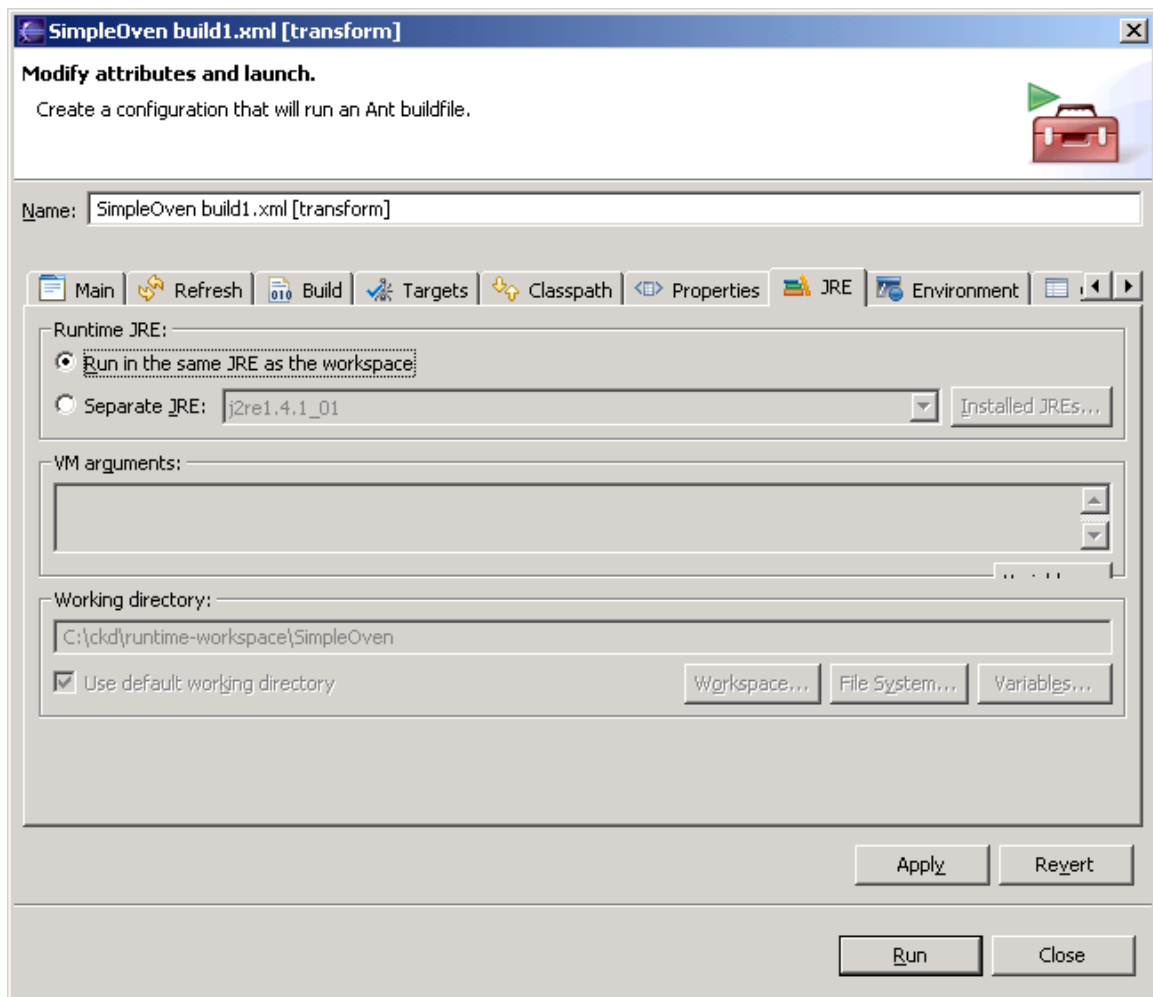 SimpleOven build1.xml [transform]
Modify attributes and launch.
Create a configuration that will run an Ant buildfile.
Name: SimpleOven build1.xml [transform]
Main Refresh Build Targets Classpath Properties JRE Environment
Runtime JRE:
Run in the same JRE as the workspace
Separate JRE: j2re1.4.1_01 Installed JREs...
VM arguments:
Working directory:
C:\ckd\runtime-workspace\SimpleOven
Use default working directory Workspace... File System... Variables...
Apply Revert
Run Close